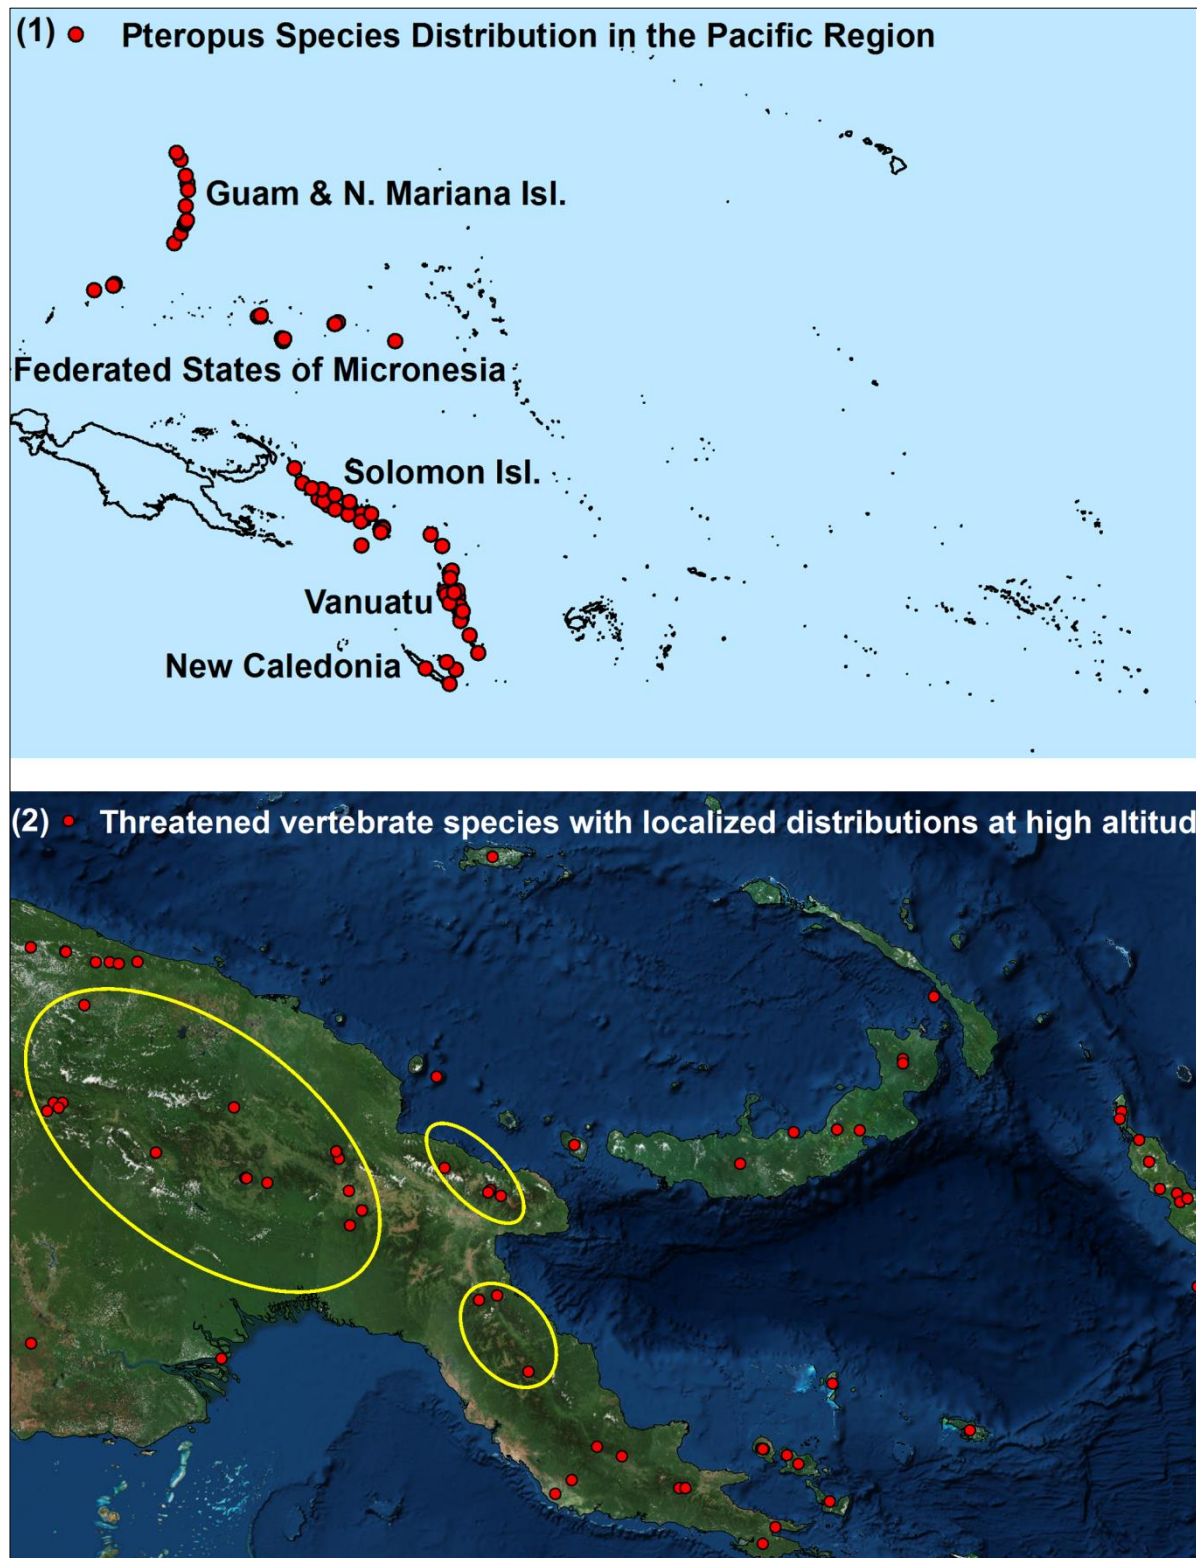 (1) Pteropus Species Distribution in the Pacific Region
Guam & N. Mariana Isl.
Federated States of Micronesia
Solomon Isl.
Vanuatu
New Caledonia
(2) Threatened vertebrate species with localized distributions at high altitud